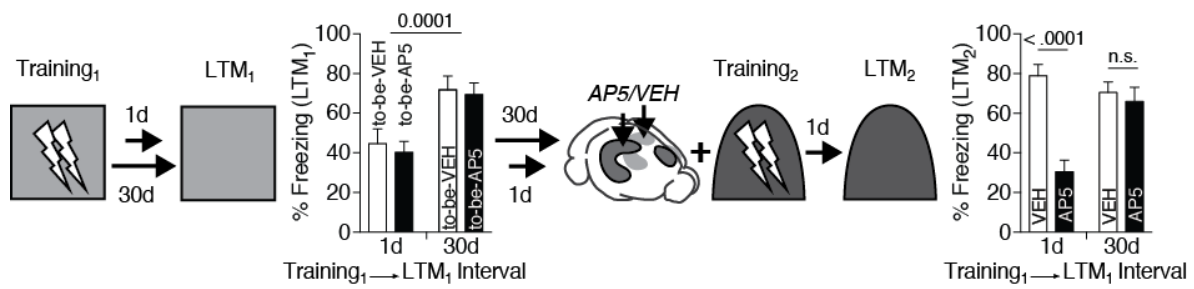 Training1
LTM1
1d
30d
% Freezing (LTM1)
100
80
60
40
20
0
to-be-VEH
to-be-AP5
0.0001
to-be-VEH
to-be-AP5
1d
30d
Training1 → LTM1 Interval
30d
1d
AP5/VEH
+
Training2
1d
LTM2
% Freezing (LTM2)
100
80
60
40
20
0
< .0001
n.s.
VEH
AP5
VEH
AP5
1d
30d
Training1 → LTM1 Interval